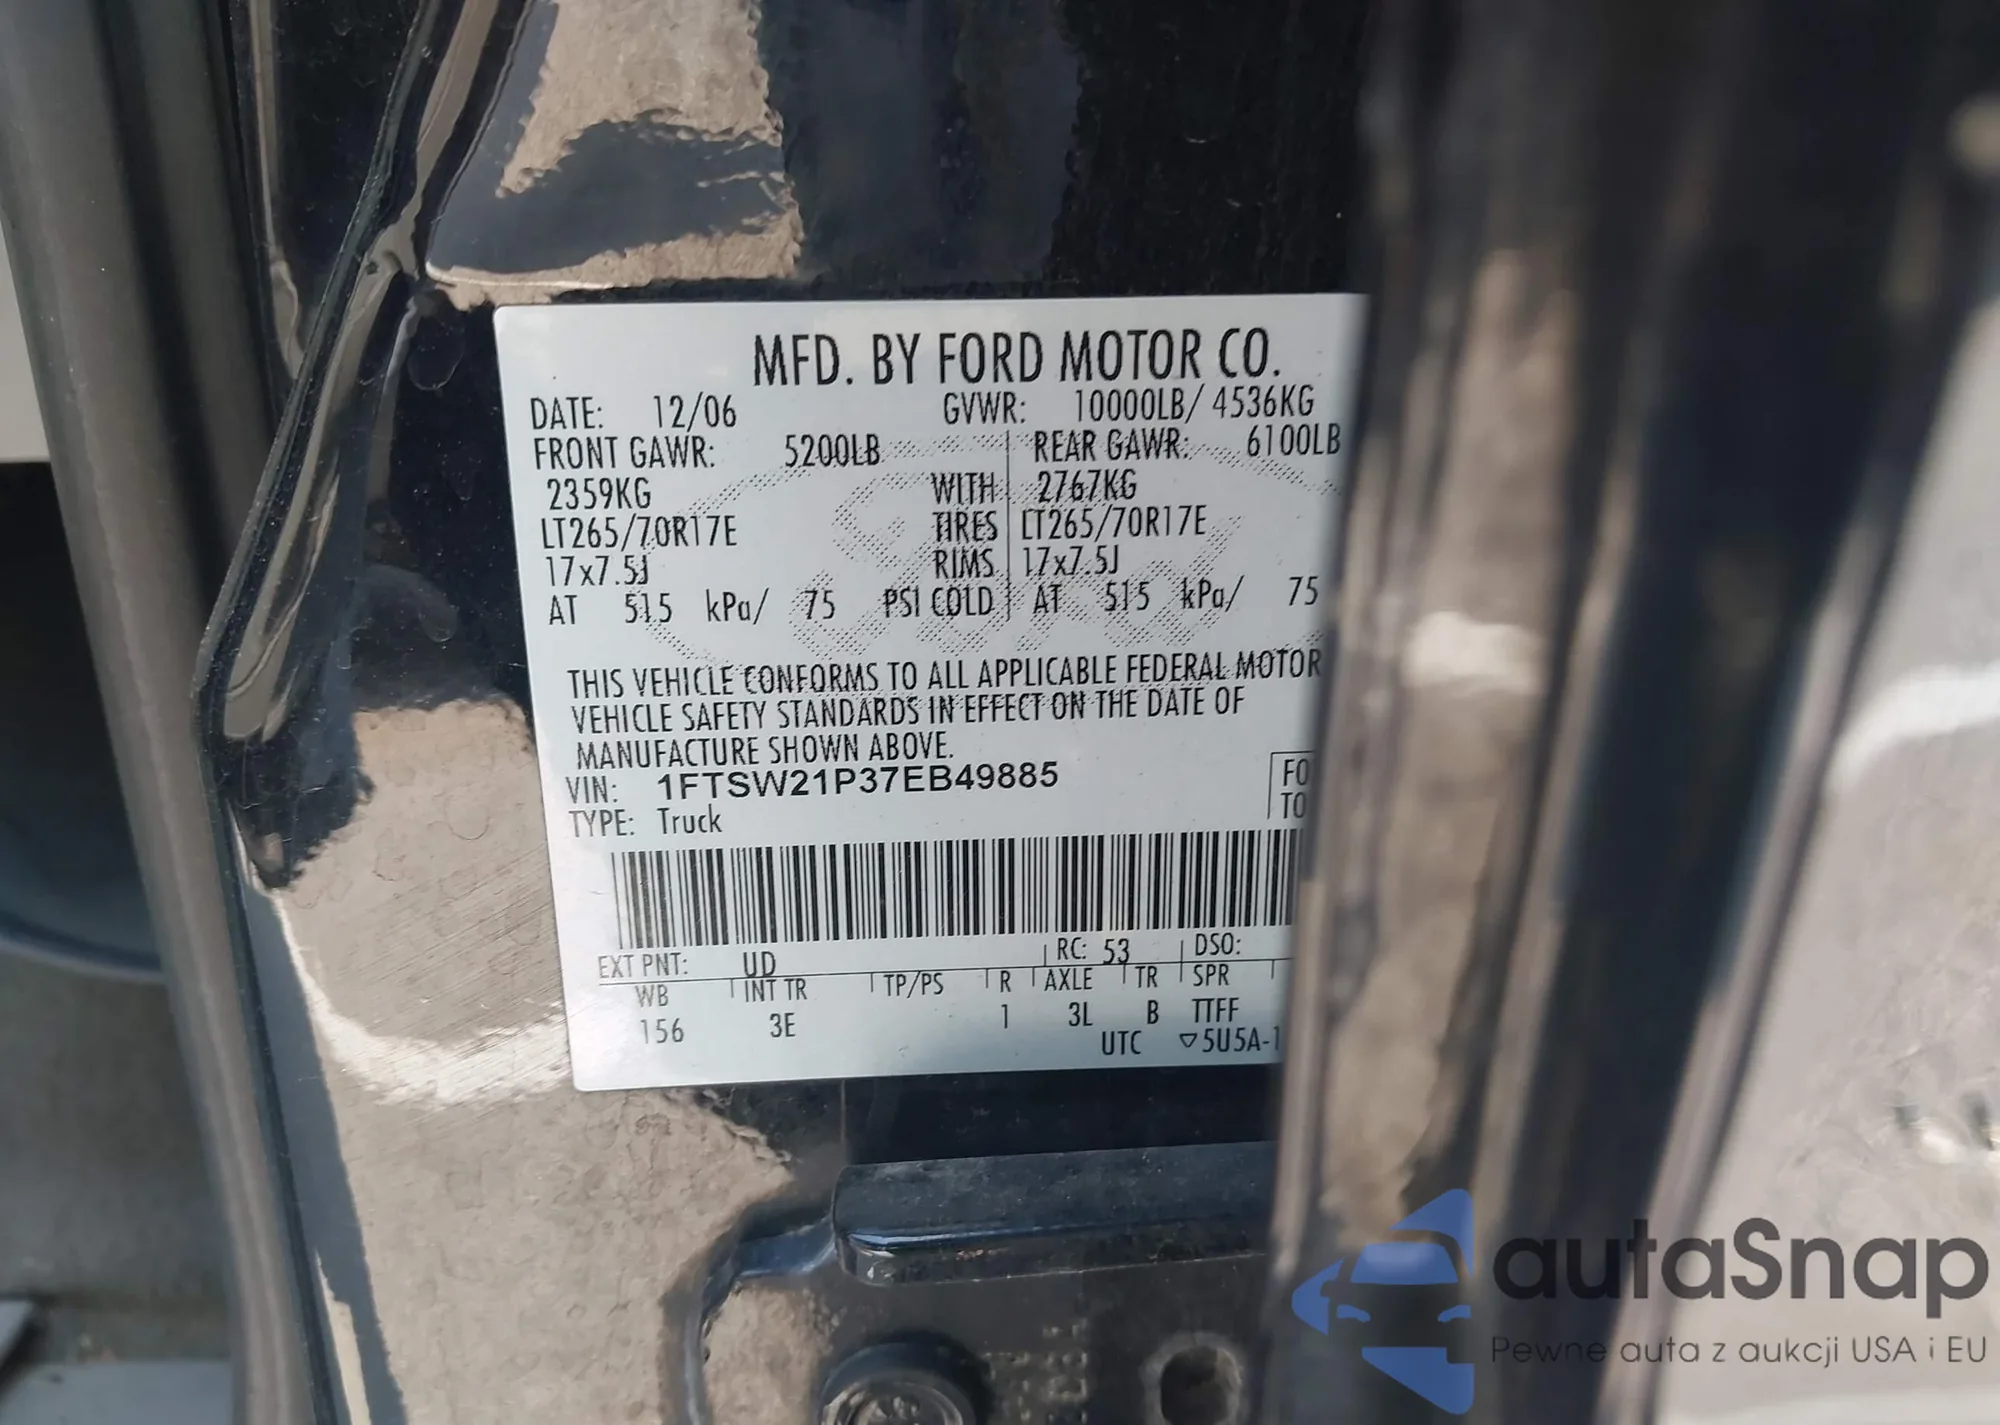 MFD. BY FORD MOTOR CO.
DATE: 12/06 GVWR: 10000LB/ 4536KG
FRONT GAWR: 5200LB REAR GAWR: 6100LB
2359KG WITH 2767KG
LT265/70R17E TIRES LT265/70R17E
17x7.5J RIMS 17x7.5J
AT 515 kPa/ 75 PSI COLD AT 515 kPa/ 75
THIS VEHICLE CONFORMS TO ALL APPLICABLE FEDERAL MOTOR
VEHICLE SAFETY STANDARDS IN EFFECT ON THE DATE OF
MANUFACTURE SHOWN ABOVE.
VIN: 1FTSW21P37EB49885 FO
TYPE: Truck TO
EXT PNT: UD RC: 53 DSO:
WB INT TR TP/PS R AXLE TR SPR
156 3E 1 3L B TTFF
UTC ▽5U5A-1
autaSnap
Pewne auta z aukcji USA i EU